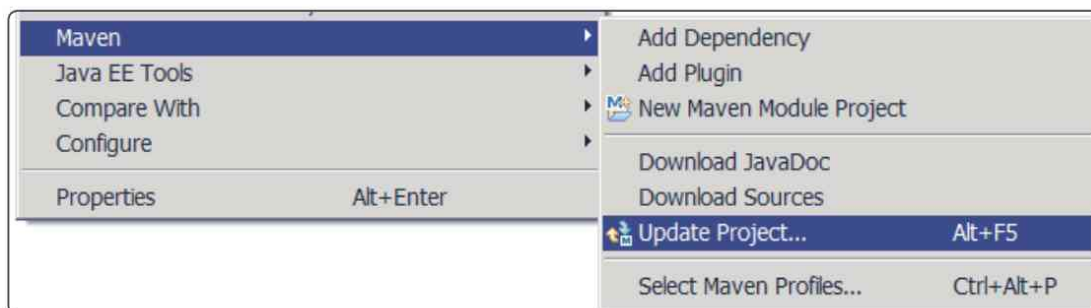 Maven
Java EE Tools
Compare With
Configure
Properties Alt+Enter
Add Dependency
Add Plugin
New Maven Module Project
Download JavaDoc
Download Sources
Update Project... Alt+F5
Select Maven Profiles... Ctrl+Alt+P